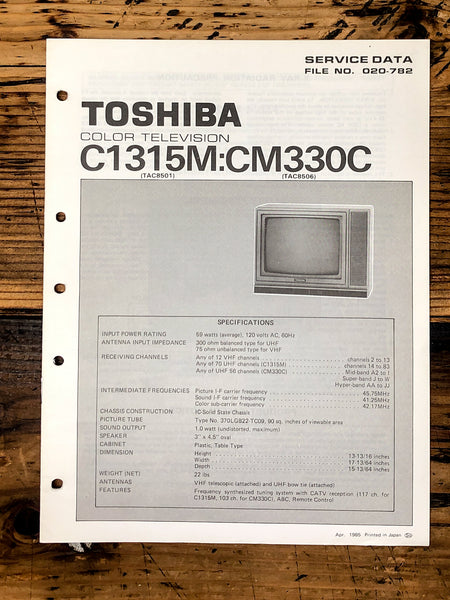 SERVICE DATA
FILE NO. 020-782
TOSHIBA
COLOR TELEVISION
C1315M:CM330C
(TAC8501) (TAC8506)
SPECIFICATIONS
INPUT POWER RATING 59 watts (average), 120 volts AC, 60Hz
ANTENNA INPUT IMPEDANCE 300 ohm balanced type for UHF
75 ohm unbalanced type for VHF
RECEIVING CHANNELS Any of 12 VHF channels channels 2 to 13
Any of 70 UHF channels (C1315M) channels 14 to 83
Any of UHF 56 channels (CM330C) Mid-band A2 to I
Super-band J to W
Hyper-band AA to JJ
INTERMEDIATE FREQUENCIES Picture I-F carrier frequency 45.75MHz
Sound I-F carrier frequency 41.25MHz
Color sub-carrier frequency 42.17MHz
CHASSIS CONSTRUCTION IC-Solid State Chassis
PICTURE TUBE Type No. 370LGB22-TC09, 90 sq. inches of viewable area
SOUND OUTPUT 1.0 watt (undistorted, maximum)
SPEAKER 3" x 4.5" oval
CABINET Plastic, Table Type
DIMENSION Height 13-13/16 inches
Width 17-13/64 inches
Depth 15-13/64 inches
WEIGHT (NET) 22 lbs.
ANTENNAS VHF telescopic (attached) and UHF bow tie (attached)
FEATURES Frequency synthesized tuning system with CATV reception (117 ch. for
C1315M, 103 ch. for CM330C), ABC, Remote Control
Apr. 1985 Printed in Japan